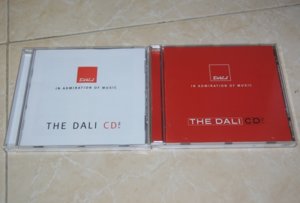 DALI
IN ADMIRATION OF MUSIC
THE DALI CD
DALI
IN ADMIRATION OF MUSIC
THE DALI CD